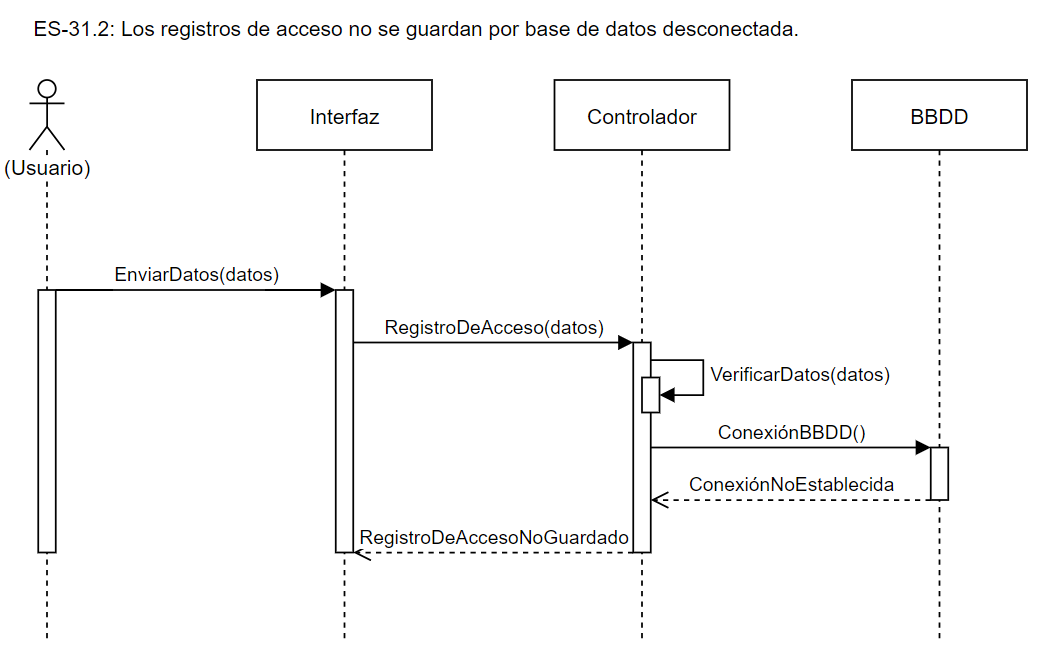 ES-31.2: Los registros de acceso no se guardan por base de datos desconectada.
Interfaz
Controlador
BBDD
(Usuario)
EnviarDatos(datos)
RegistroDeAcceso(datos)
VerificarDatos(datos)
ConexiónBBDD()
ConexiónNoEstablecida
RegistroDeAccesoNoGuardado